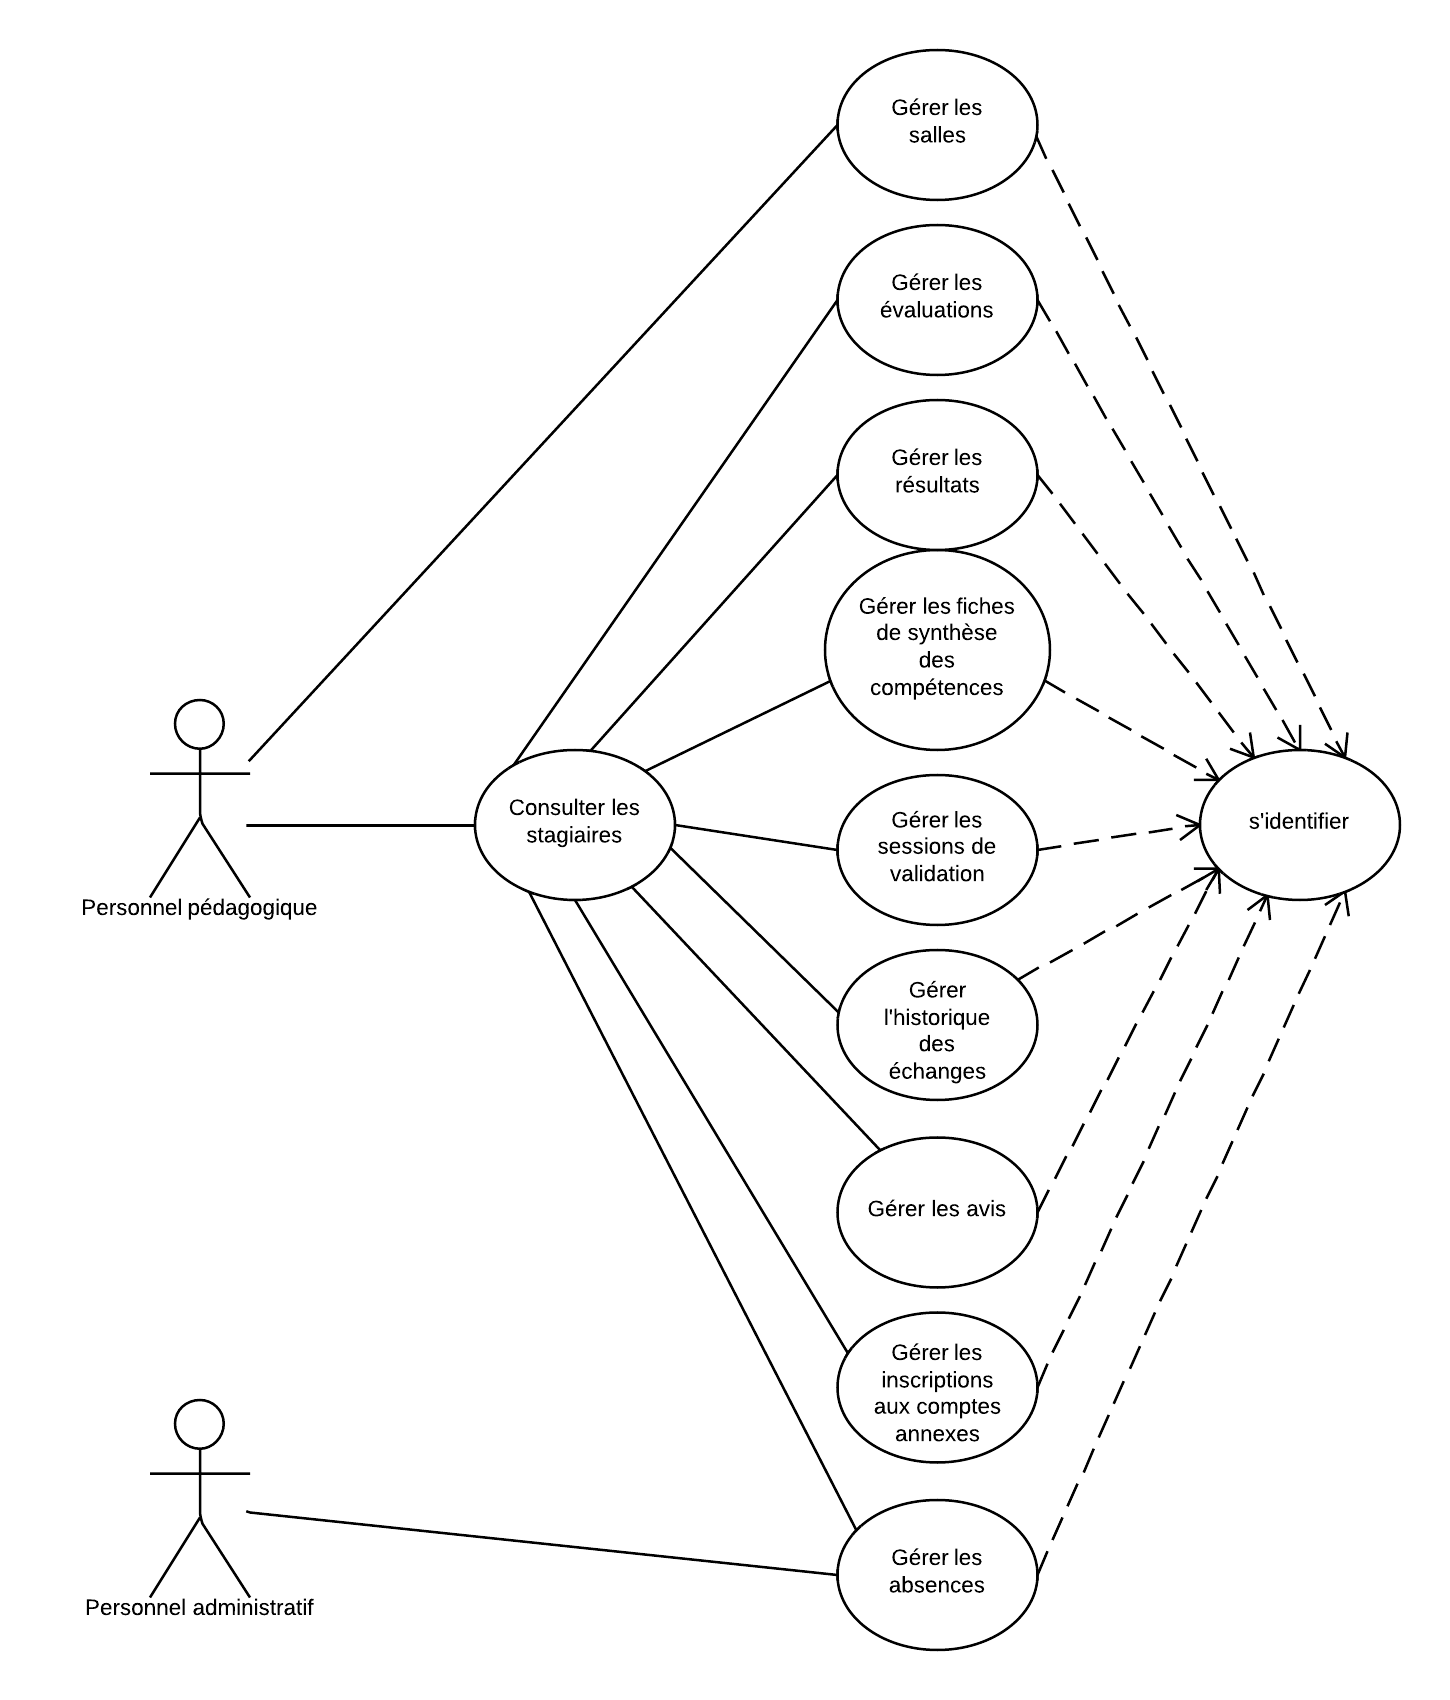 Gérer les
salles
Gérer les
évaluations
Gérer les
résultats
Gérer les fiches
de synthèse
des
compétences
Consulter les
stagiaires
Gérer les
sessions de
validation
s'identifier
Personnel pédagogique
Gérer
l'historique
des
échanges
Gérer les avis
Gérer les
inscriptions
aux comptes
annexes
Gérer les
absences
Personnel administratif